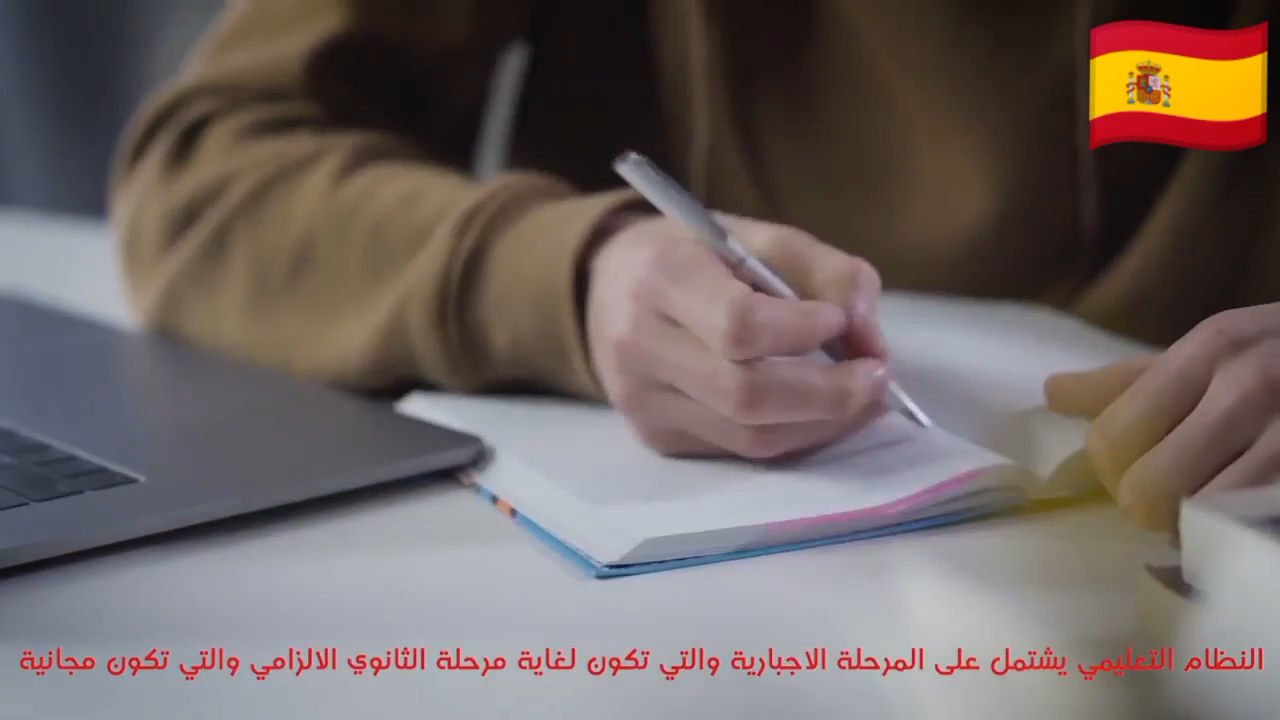 النظام التعليمي يشتمل على المرحلة الاجبارية والتي تكون لغاية مرحلة الثانوي الالزامي والتي تكون مجانية